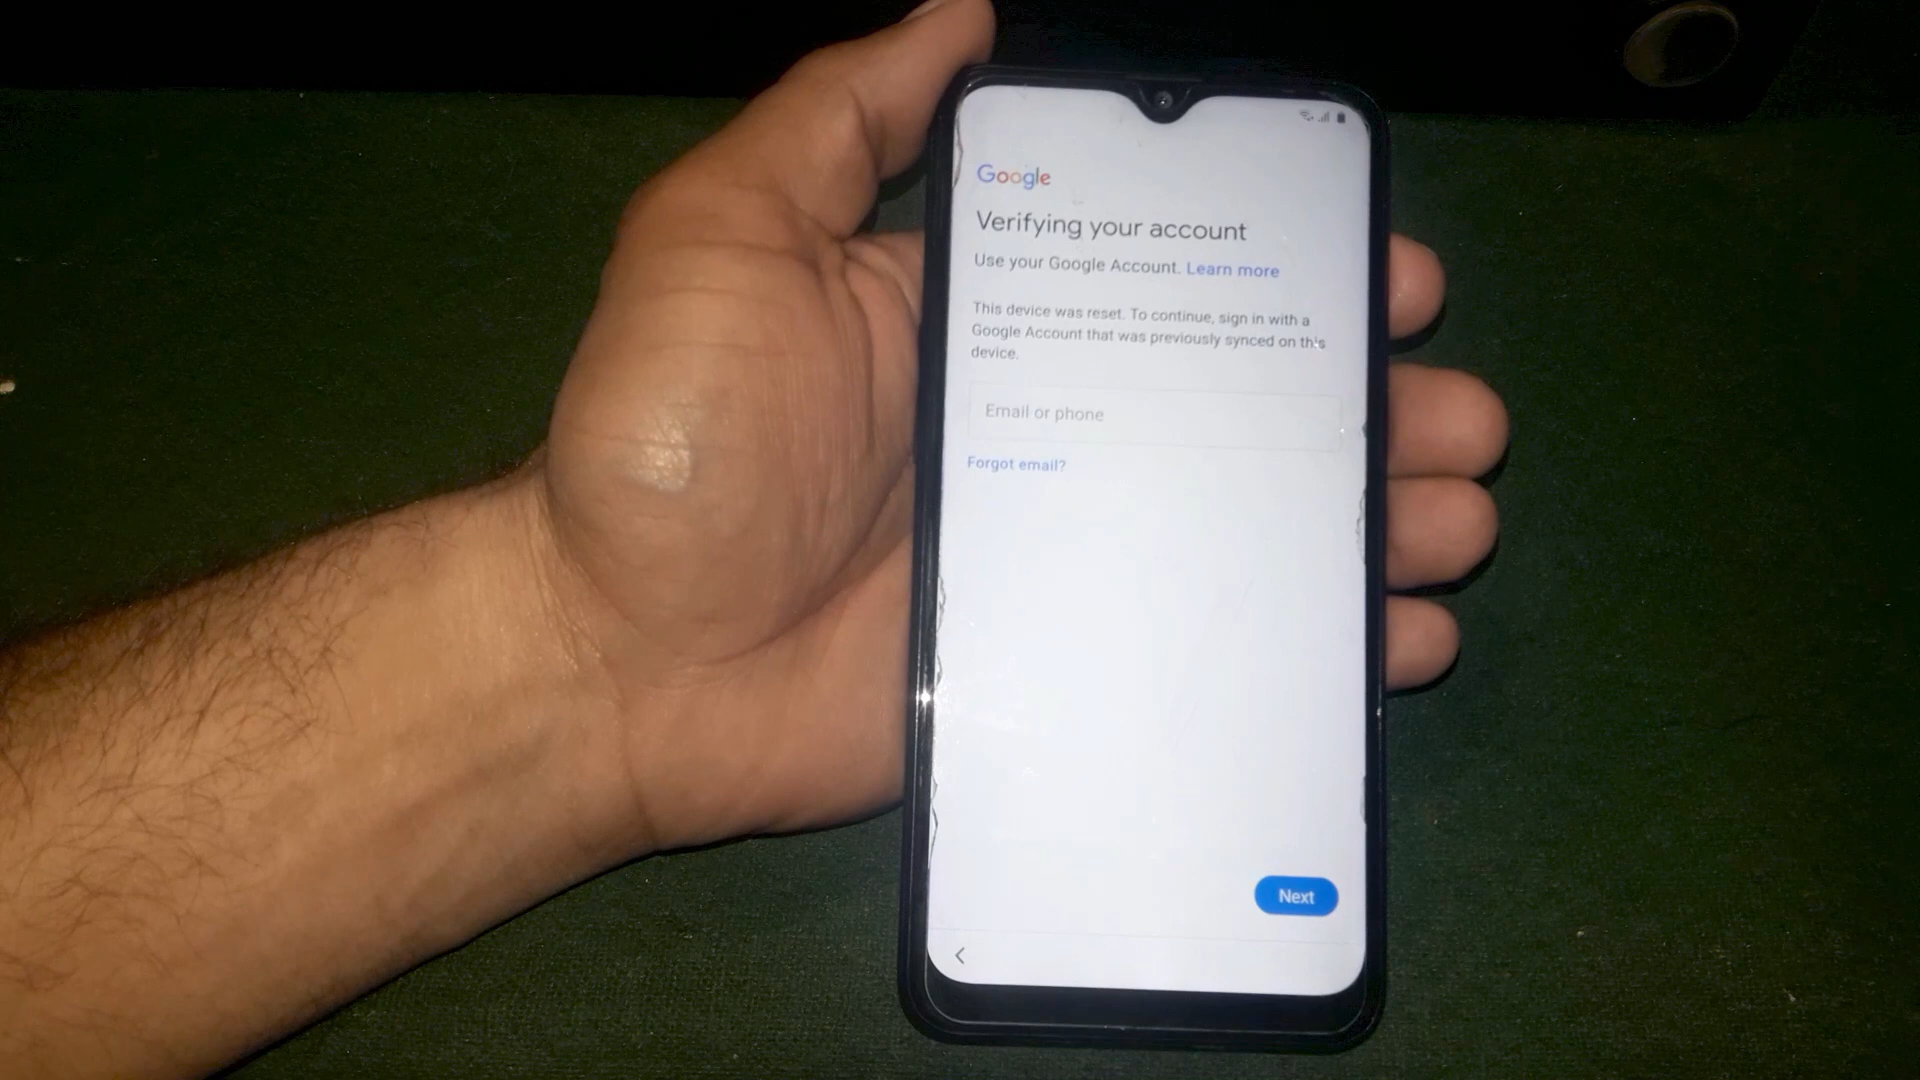 Google
Verifying your account
Use your Google Account. Learn more
This device was reset. To continue, sign in with a
Google Account that was previously synced on this
device.
Email or phone
Forgot email?
Next